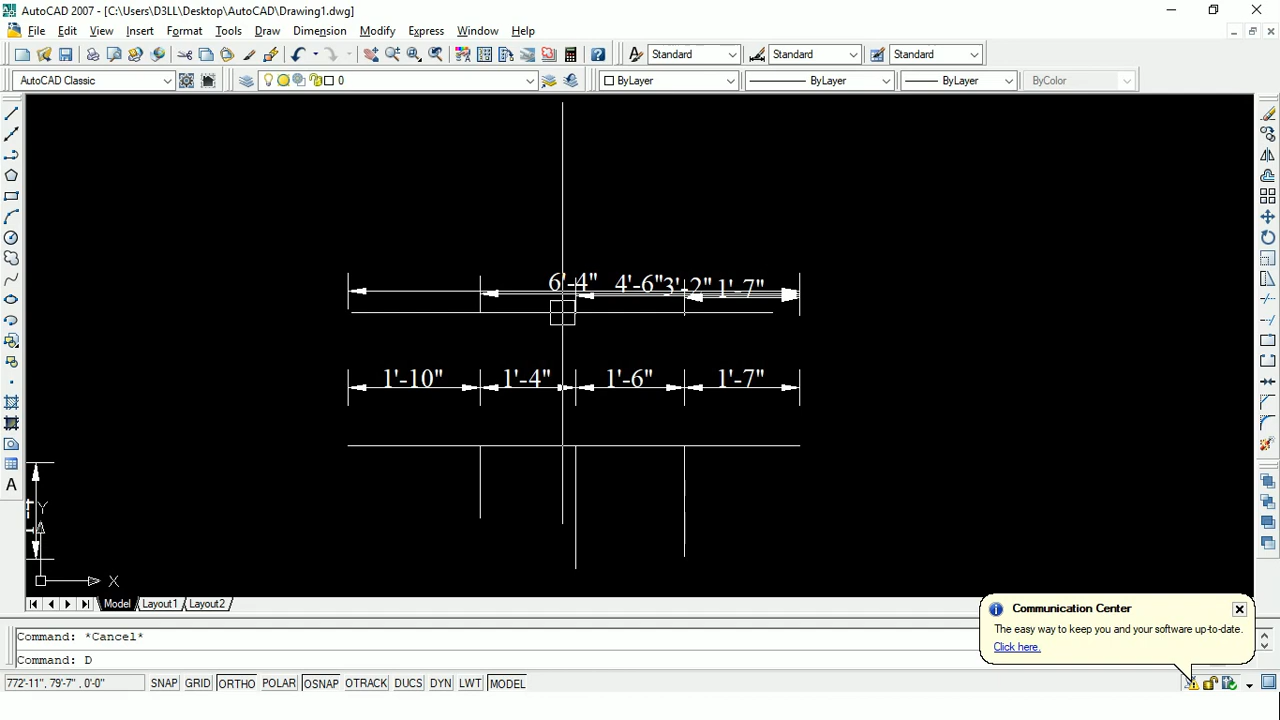 AutoCAD 2007 - [C:\Users\D3LL\Desktop\AutoCAD\Drawing1.dwg]
File Edit View Insert Format Tools Draw Dimension Modify Express Window Help
Standard Standard Standard
AutoCAD Classic 0 ByLayer ByLayer ByLayer ByColor
6'-4" 4'-6" 3'-2" 1'-7"
1'-10" 1'-4" 1'-6" 1'-7"
Y
X
Model Layout1 Layout2
Communication Center
The easy way to keep you and your software up-to-date.
Click here.
Command: *Cancel*
Command: D
772'-11", 79'-7" , 0'-0" SNAP GRID ORTHO POLAR OSNAP OTRACK DUCS DYN LWT MODEL
A